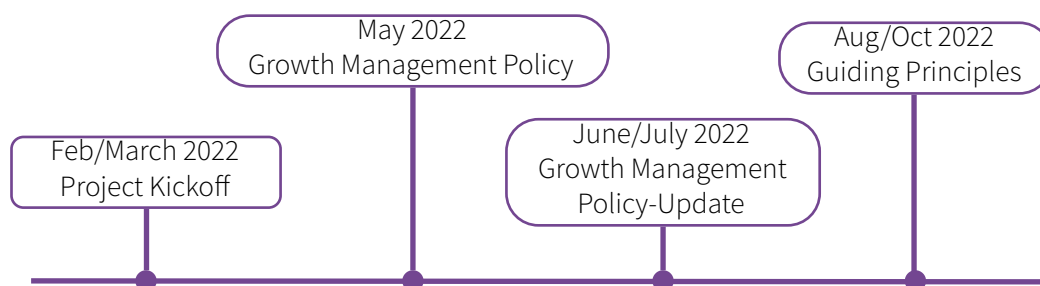 Feb/March 2022
Project Kickoff
May 2022
Growth Management Policy
June/July 2022
Growth Management
Policy-Update
Aug/Oct 2022
Guiding Principles